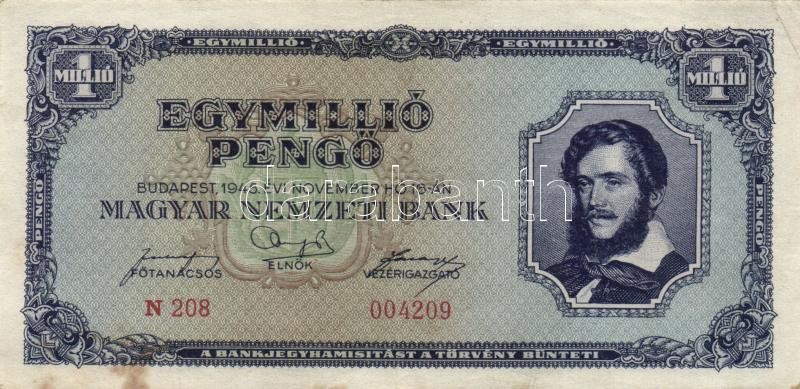 EGYMILLIÓ EGYMILLIÓ
1 MILLIÓ 1 MILLIÓ
EGYMILLIÓ
PENGŐ
BUDAPEST, 1945. ÉVI NOVEMBER HÓ 16-ÁN
MAGYAR NEMZETI BANK
darabanth
PENGŐ PENGŐ
FŐTANÁCSOS ELNÖK VEZÉRIGAZGATÓ
N 208 004209
A BANKJEGYHAMISÍTÁST A TÖRVÉNY BÜNTETI